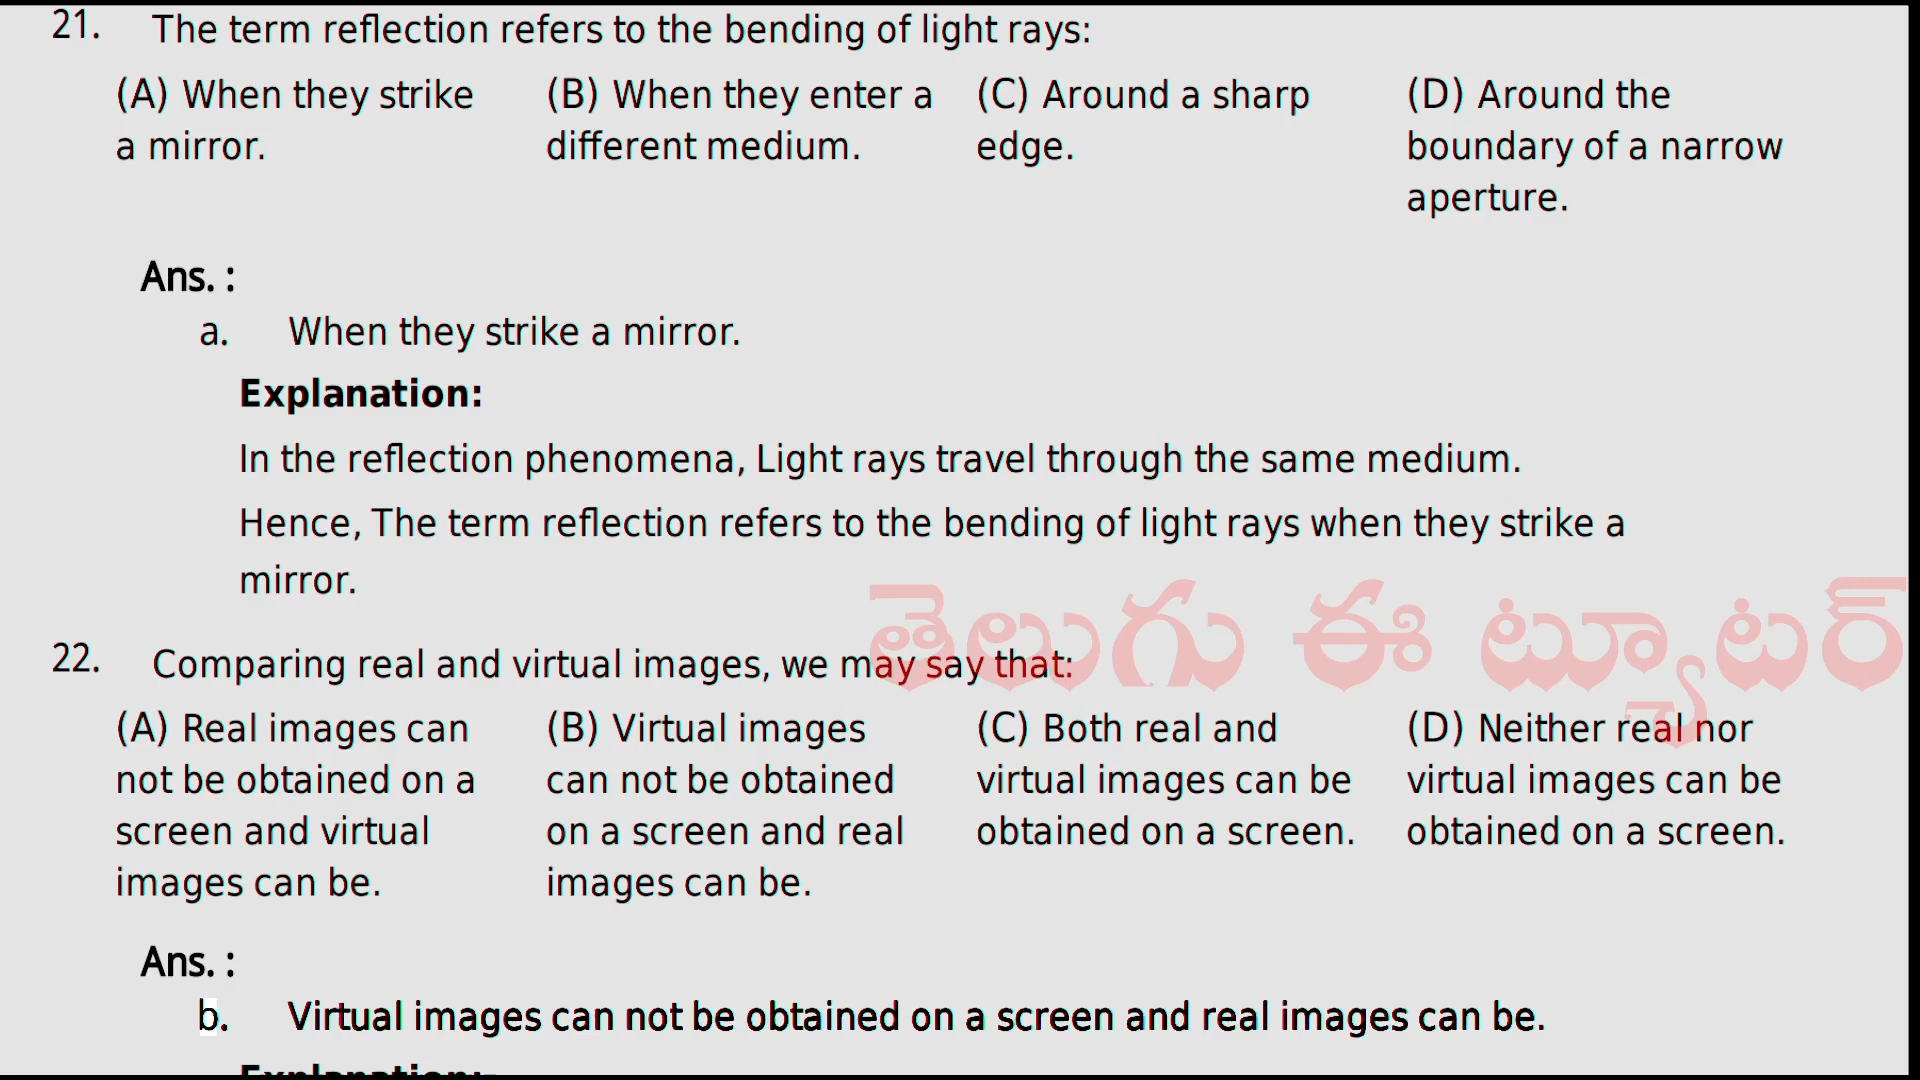 21. The term reflection refers to the bending of light rays:
(A) When they strike a mirror.
(B) When they enter a different medium.
(C) Around a sharp edge.
(D) Around the boundary of a narrow aperture.
Ans. :
a. When they strike a mirror.
Explanation:
In the reflection phenomena, Light rays travel through the same medium.
Hence, The term reflection refers to the bending of light rays when they strike a
mirror.
తెలుగు ఈ ట్యూటర్
22. Comparing real and virtual images, we may say that:
(A) Real images can not be obtained on a screen and virtual images can be.
(B) Virtual images can not be obtained on a screen and real images can be.
(C) Both real and virtual images can be obtained on a screen.
(D) Neither real nor virtual images can be obtained on a screen.
Ans. :
b. Virtual images can not be obtained on a screen and real images can be.
Explanation: